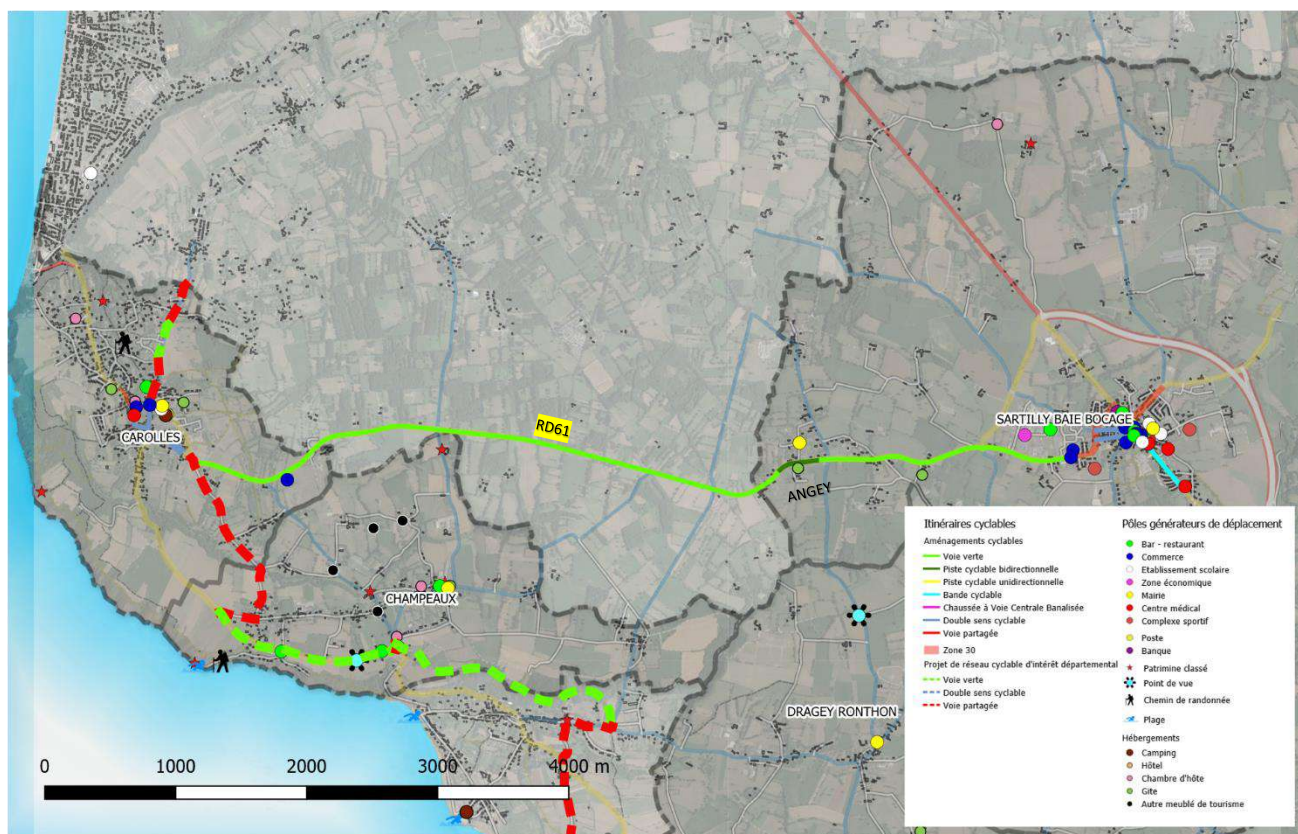 RD61
CAROLLES
SARTILLY BAIE BOCAGE
ANGEY
CHAMPEAUX
DRAGEY RONTHON
0 1000 2000 3000 4000 m
Itinéraires cyclables
Aménagements cyclables
Voie verte
Piste cyclable bidirectionnelle
Piste cyclable unidirectionnelle
Bande cyclable
Chaussée à Voie Centrale Banalisée
Double sens cyclable
Voie partagée
Zone 30
Projet de réseau cyclable d'intérêt départemental
Voie verte
Double sens cyclable
Voie partagée
Pôles générateurs de déplacement
Bar - restaurant
Commerce
Etablissement scolaire
Zone économique
Mairie
Centre médical
Complexe sportif
Poste
Banque
Patrimine classé
Point de vue
Chemin de randonnée
Plage
Hébergements
Camping
Hôtel
Chambre d'hôte
Gite
Autre meublé de tourisme